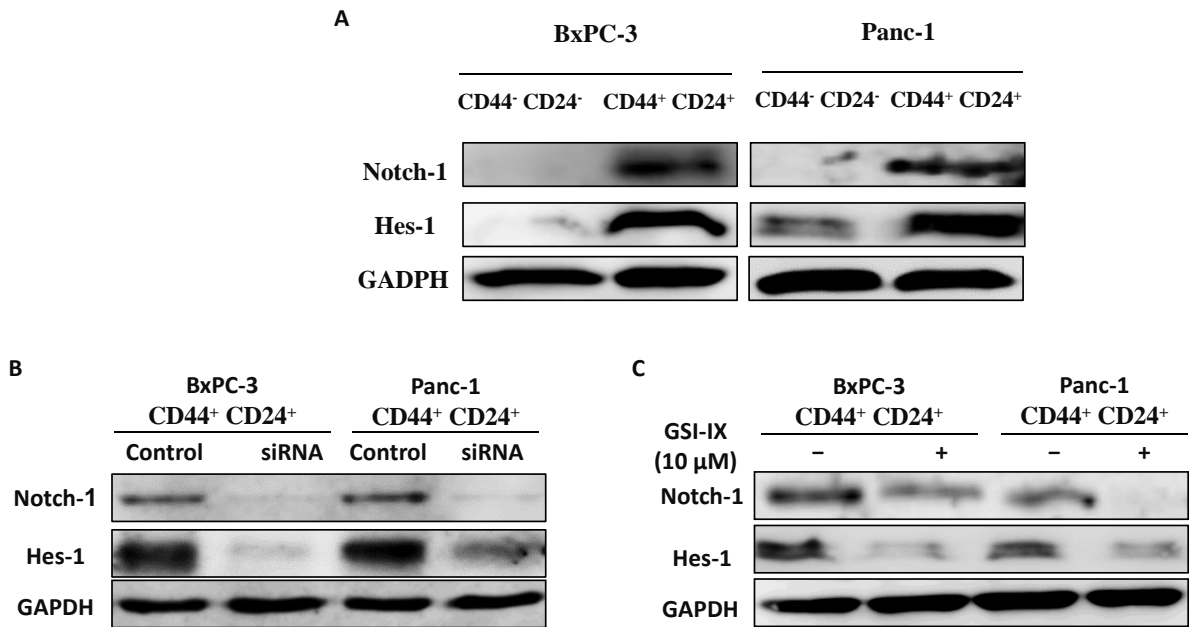 A
BxPC-3 Panc-1
CD44⁻ CD24⁻ CD44⁺ CD24⁺ CD44⁻ CD24⁻ CD44⁺ CD24⁺
Notch-1
Hes-1
GADPH
B
BxPC-3 Panc-1
CD44⁺ CD24⁺ CD44⁺ CD24⁺
Control siRNA Control siRNA
Notch-1
Hes-1
GAPDH
C
BxPC-3 Panc-1
CD44⁺ CD24⁺ CD44⁺ CD24⁺
GSI-IX
(10 µM) − + − +
Notch-1
Hes-1
GAPDH